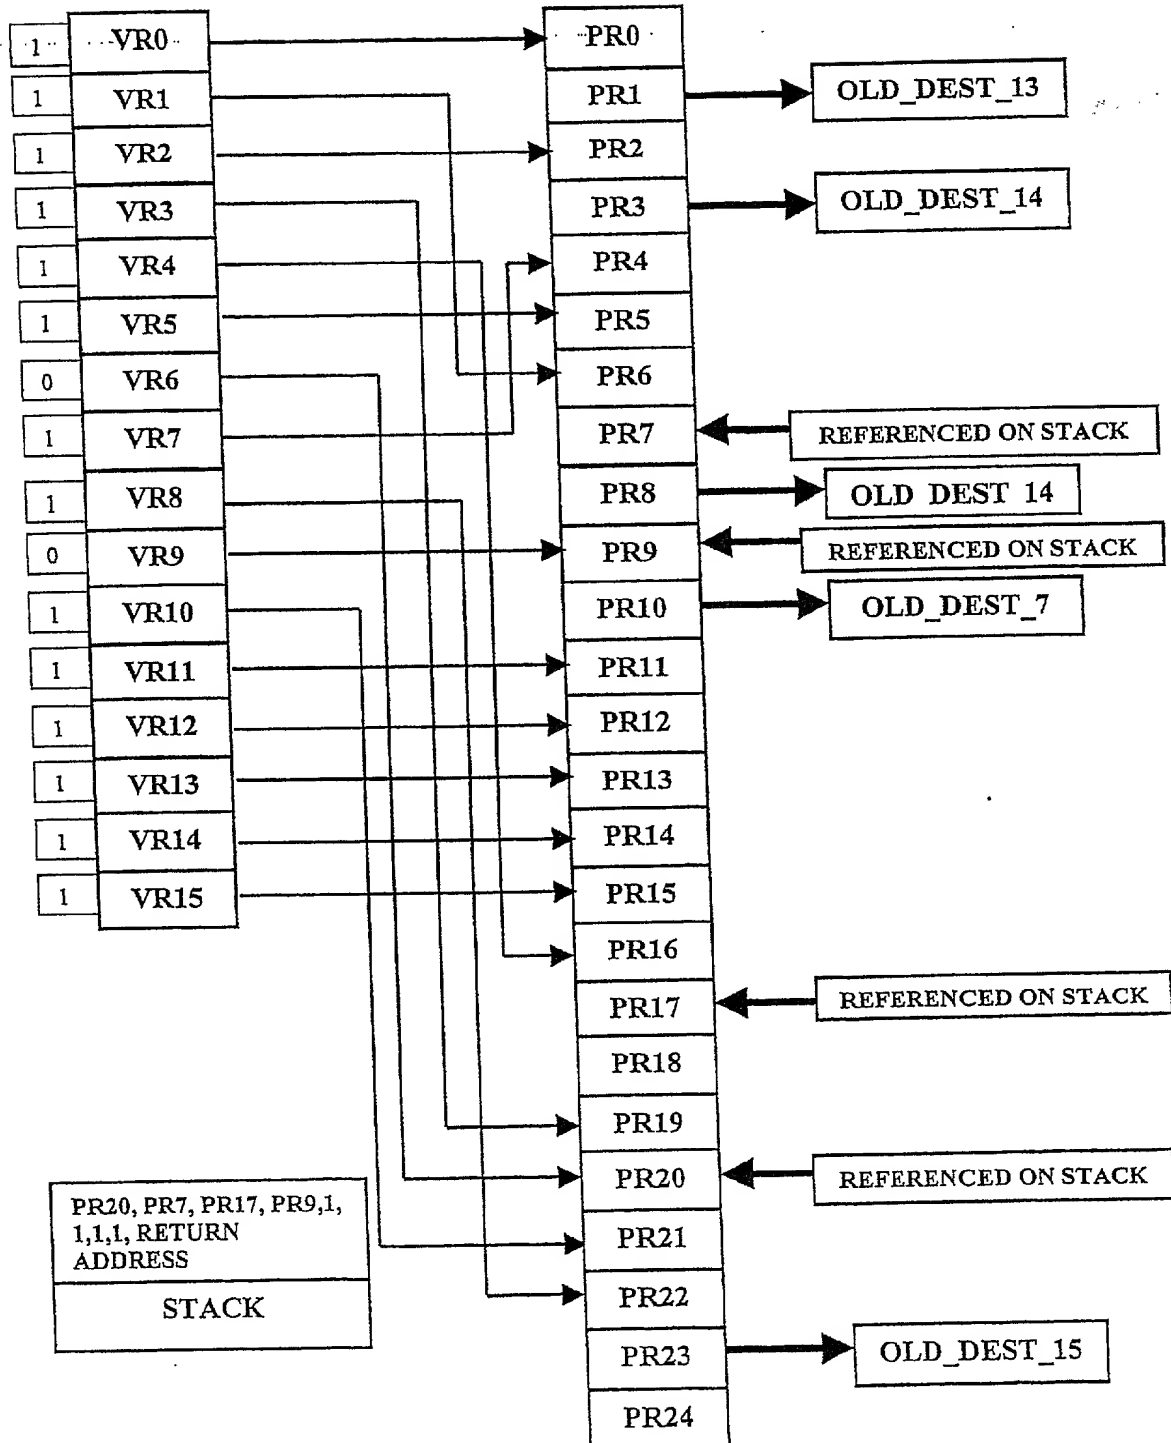 1 VR0 PR0
1 VR1 PR1 OLD_DEST_13
1 VR2 PR2
1 VR3 PR3 OLD_DEST_14
1 VR4 PR4
1 VR5 PR5
0 VR6 PR6
1 VR7 PR7 REFERENCED ON STACK
1 VR8 PR8 OLD DEST 14
0 VR9 PR9 REFERENCED ON STACK
1 VR10 PR10 OLD_DEST_7
1 VR11 PR11
1 VR12 PR12
1 VR13 PR13
1 VR14 PR14
1 VR15 PR15
PR16
PR17 REFERENCED ON STACK
PR18
PR19
PR20 REFERENCED ON STACK
PR21
PR22
PR23 OLD_DEST_15
PR24
PR20, PR7, PR17, PR9,1,
1,1,1, RETURN
ADDRESS
STACK